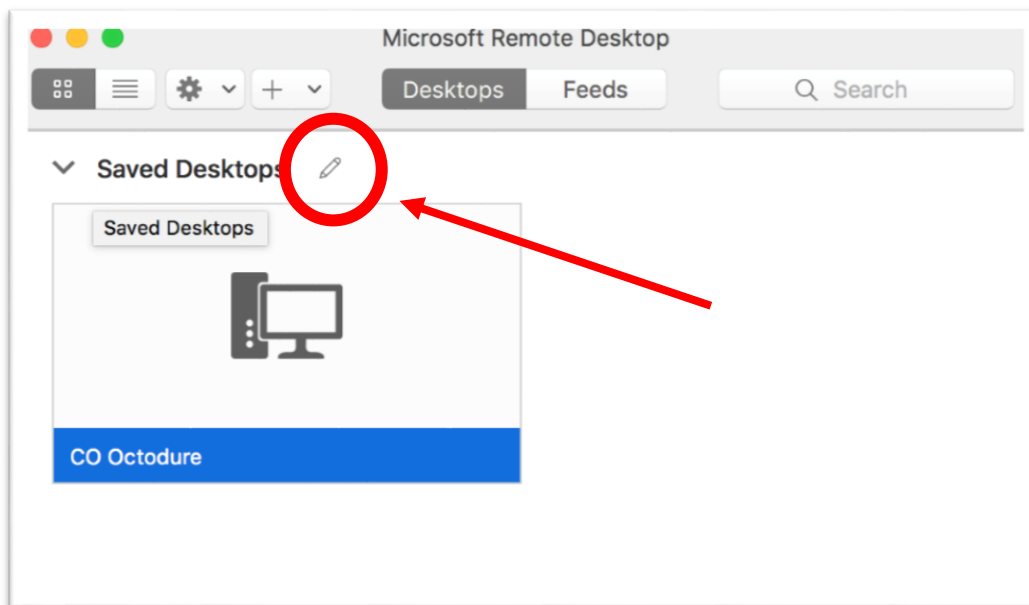 Microsoft Remote Desktop
Desktops Feeds Search
Saved Desktops
Saved Desktops
CO Octodure